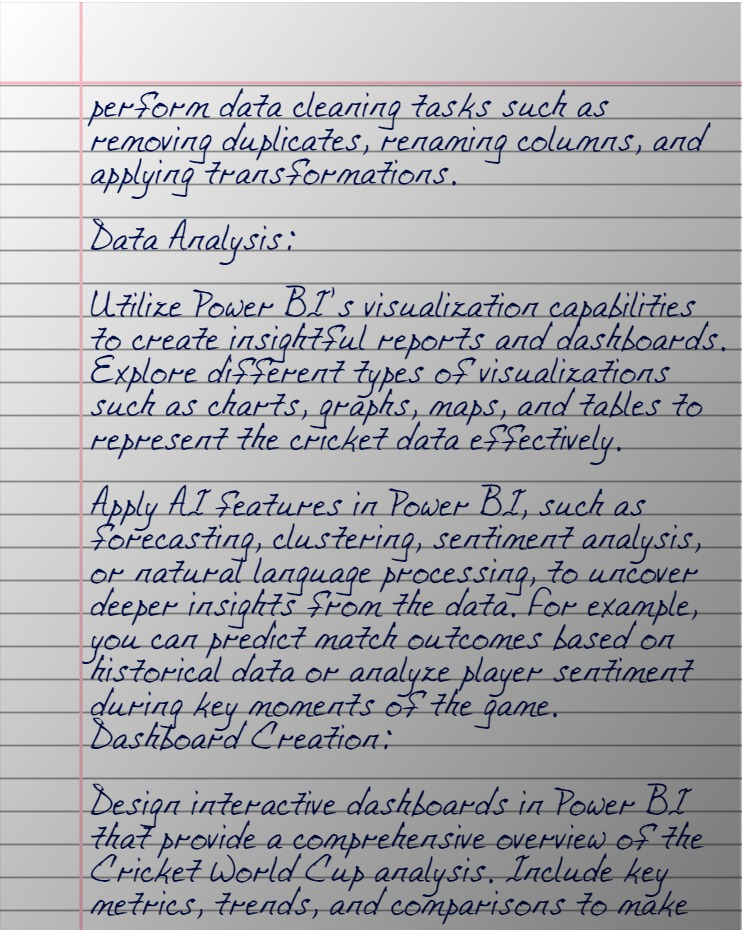 perform data cleaning tasks such as
removing duplicates, renaming columns, and
applying transformations.
Data Analysis:
Utilize Power BI's visualization capabilities
to create insightful reports and dashboards.
Explore different types of visualizations
such as charts, graphs, maps, and tables to
represent the cricket data effectively.
Apply AI features in Power BI, such as
forecasting, clustering, sentiment analysis,
or natural language processing, to uncover
deeper insights from the data. For example,
you can predict match outcomes based on
historical data or analyze player sentiment
during key moments of the game.
Dashboard Creation:
Design interactive dashboards in Power BI
that provide a comprehensive overview of the
Cricket World Cup analysis. Include key
metrics, trends, and comparisons to make